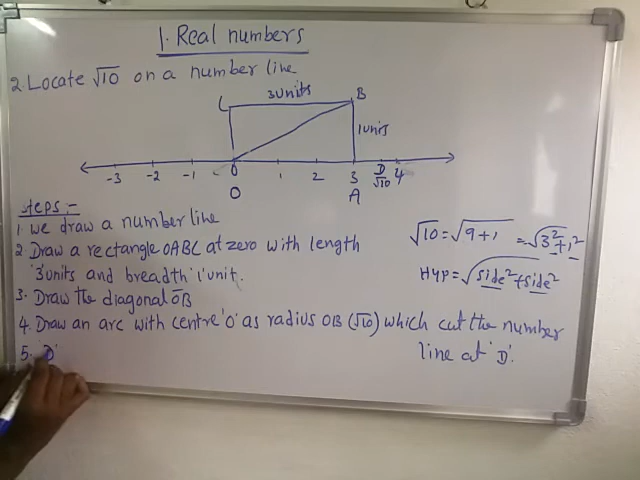 1. Real numbers
2. Locate √10 on a number line
3units
C B
1units
-3 -2 -1 0 1 2 3 D √10 4
O A
Steps :-
1. we draw a number line
2 Draw a rectangle OABC at zero with length
'3'units and breadth '1'unit.
3. Draw the diagonal OB
4. Draw an arc with centre 'O' as radius OB (√10) which cut the number
line at 'D'.
5. 'D'
√10 = √9+1 = √3²+1²
Hyp = √side²+side²